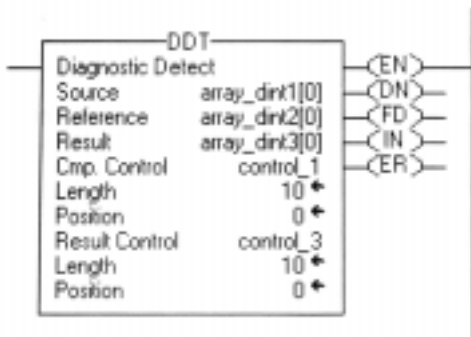 DDT
Diagnostic Detect
Source array_dint1[0]
Reference array_dint2[0]
Result array_dint3[0]
Cmp. Control control_1
Length 10
Position 0
Result Control control_3
Length 10
Position 0
EN
DN
FD
IN
ER